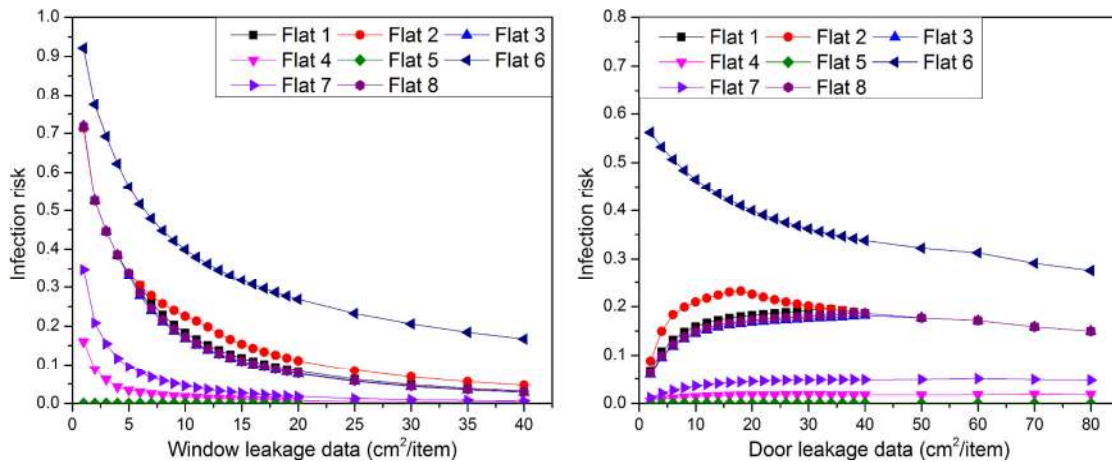 1.0
0.9
0.8
0.7
0.6
0.5
0.4
0.3
0.2
0.1
0.0
Infection risk
Flat 1 Flat 2 Flat 3
Flat 4 Flat 5 Flat 6
Flat 7 Flat 8
0 5 10 15 20 25 30 35 40
Window leakage data (cm²/item)
0.8
0.7
0.6
0.5
0.4
0.3
0.2
0.1
0.0
Infection risk
Flat 1 Flat 2 Flat 3
Flat 4 Flat 5 Flat 6
Flat 7 Flat 8
0 10 20 30 40 50 60 70 80
Door leakage data (cm²/item)